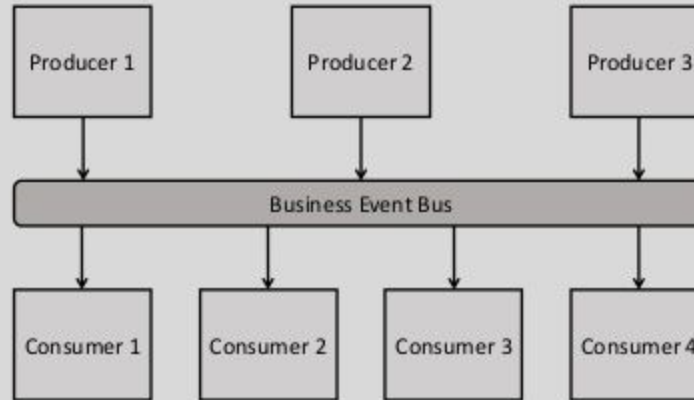 Producer 1
Producer 2
Producer 3
Business Event Bus
Consumer 1
Consumer 2
Consumer 3
Consumer 4